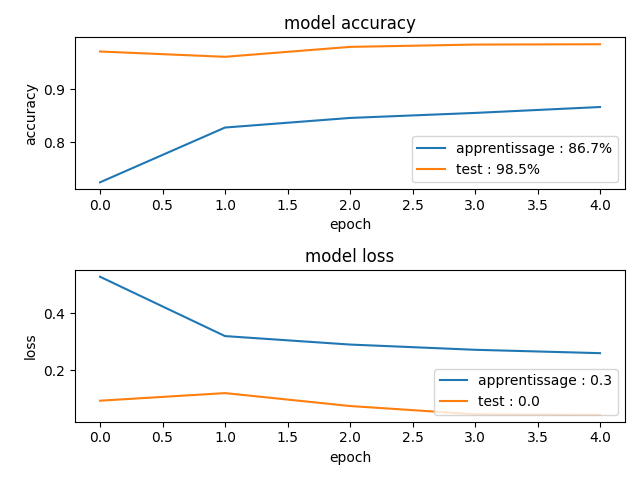 model accuracy
0.9
0.8
accuracy
apprentissage : 86.7%
test : 98.5%
0.0 0.5 1.0 1.5 2.0 2.5 3.0 3.5 4.0
epoch
model loss
0.4
0.2
loss
apprentissage : 0.3
test : 0.0
0.0 0.5 1.0 1.5 2.0 2.5 3.0 3.5 4.0
epoch